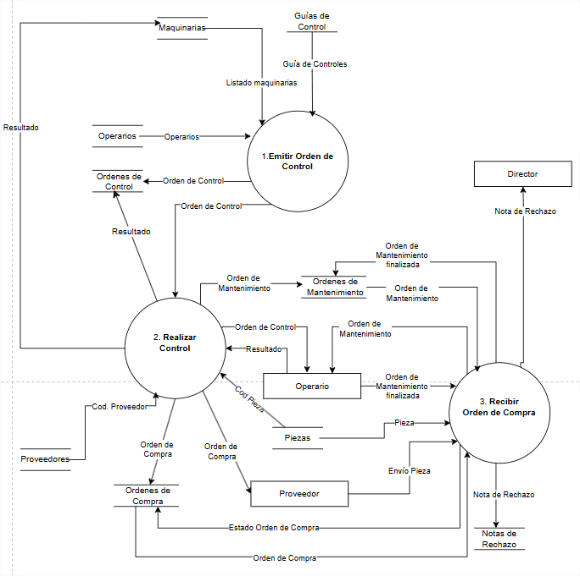 Guías de
Control
Maquinarias
Guía de Controles
Listado maquinarias
Resultado
Operarios
Operarios
1.Emitir Orden de
Control
Ordenes de
Control
Orden de Control
Director
Orden de Control
Nota de Rechazo
Resultado
Orden de
Mantenimiento
finalizada
Orden de
Mantenimiento
Ordenes de
Mantenimiento
Orden de
Mantenimiento
Orden de Control
Orden de
Mantenimiento
2. Realizar
Control
Resultado
Operario
Orden de
Mantenimiento
finalizada
Cod Pieza
Cod. Proveedor
3. Recibir
Orden de Compra
Pieza
Piezas
Orden de
Compra
Orden de
Compra
Proveedores
Envío Pieza
Ordenes de
Compra
Proveedor
Nota de Rechazo
Estado Orden de Compra
Notas de
Rechazo
Orden de Compra